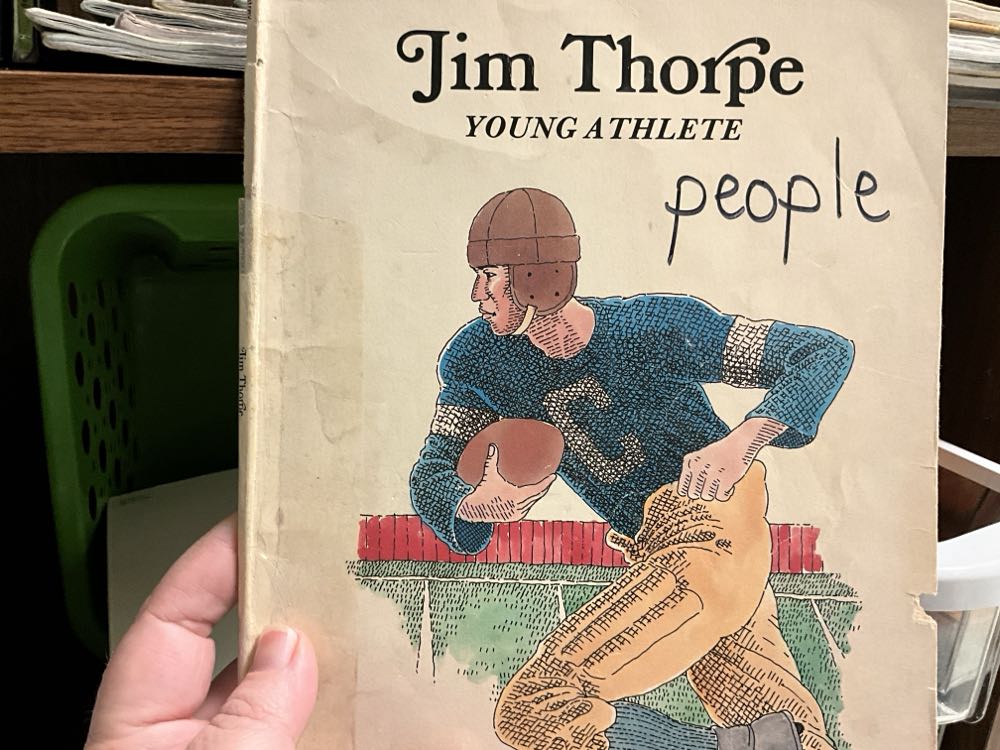 Jim Thorpe
YOUNG ATHLETE
people
C
Jim Thorpe